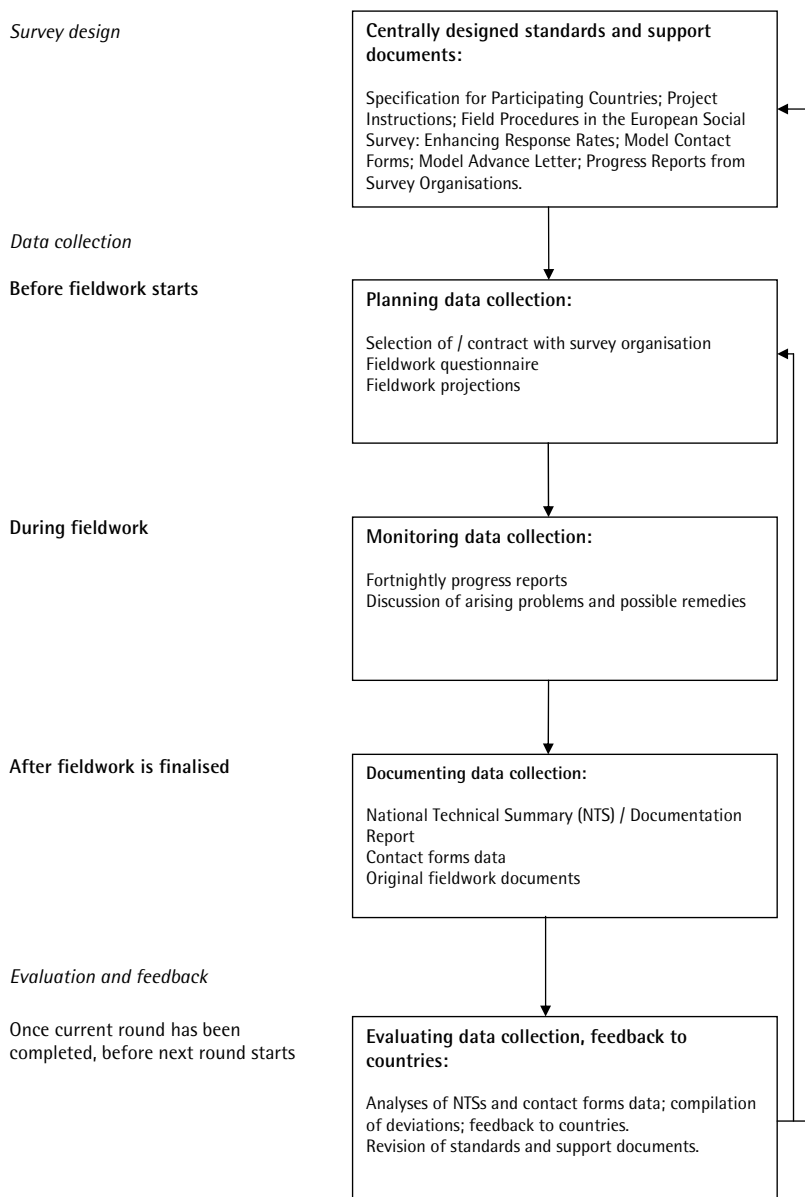 Survey design
Centrally designed standards and support
documents:
Specification for Participating Countries; Project
Instructions; Field Procedures in the European Social
Survey: Enhancing Response Rates; Model Contact
Forms; Model Advance Letter; Progress Reports from
Survey Organisations.
Data collection
Before fieldwork starts
Planning data collection:
Selection of / contract with survey organisation
Fieldwork questionnaire
Fieldwork projections
During fieldwork
Monitoring data collection:
Fortnightly progress reports
Discussion of arising problems and possible remedies
After fieldwork is finalised
Documenting data collection:
National Technical Summary (NTS) / Documentation
Report
Contact forms data
Original fieldwork documents
Evaluation and feedback
Once current round has been
completed, before next round starts
Evaluating data collection, feedback to
countries:
Analyses of NTSs and contact forms data; compilation
of deviations; feedback to countries.
Revision of standards and support documents.